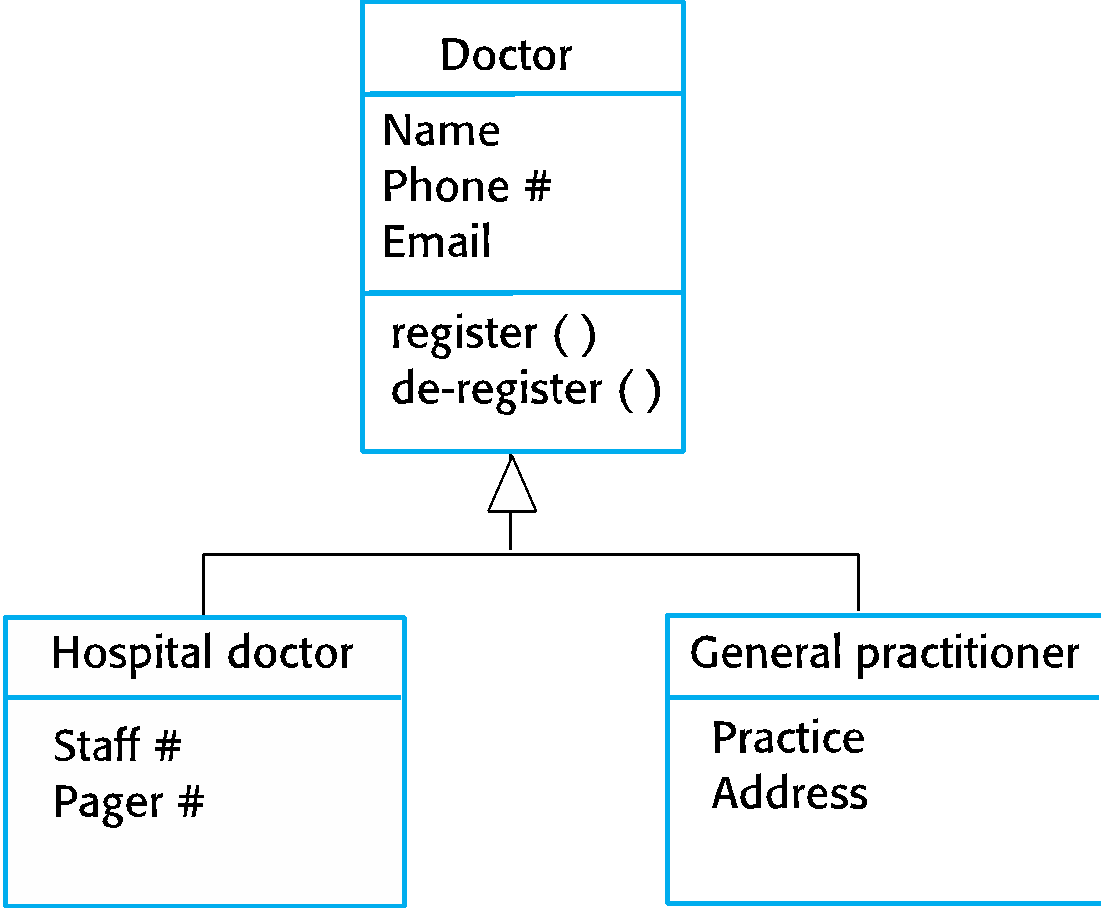 Doctor
Name
Phone #
Email
register ( )
de-register ( )
Hospital doctor
Staff #
Pager #
General practitioner
Practice
Address